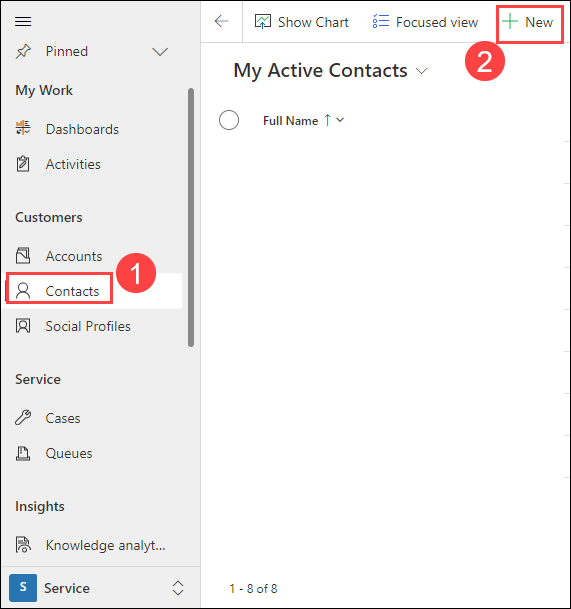 Pinned
My Work
Dashboards
Activities
Customers
Accounts
1
Contacts
Social Profiles
Service
Cases
Queues
Insights
Knowledge analyt...
S Service
Show Chart
Focused view
New
2
My Active Contacts
Full Name
1 - 8 of 8